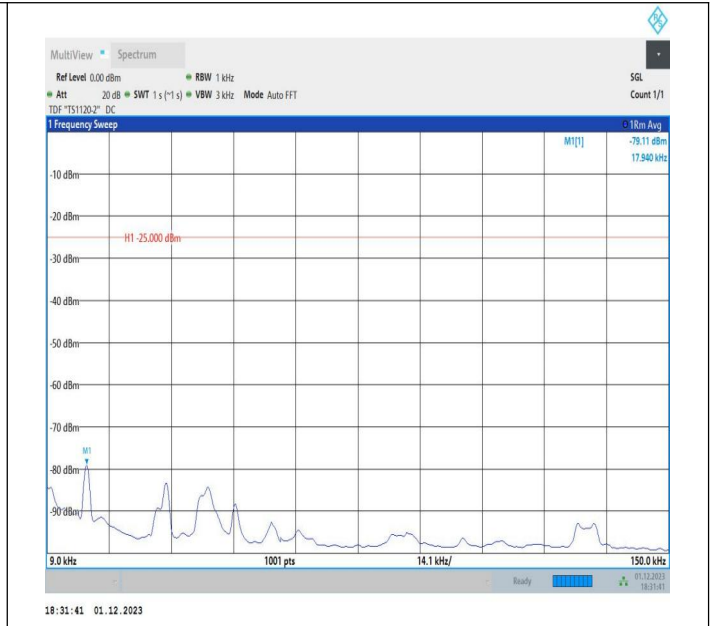 R S
MultiView Spectrum
Ref Level 0.00 dBm RBW 1 kHz SGL
Att 20 dB SWT 1 s (~1 s) VBW 3 kHz Mode Auto FFT Count 1/1
TDF "TS1120-2" DC
1 Frequency Sweep 1Rm Avg
M1[1] -79.11 dBm
17.940 kHz
-10 dBm
-20 dBm
H1 -25.000 dBm
-30 dBm
-40 dBm
-50 dBm
-60 dBm
-70 dBm
M1
-80 dBm
-90 dBm
9.0 kHz 1001 pts 14.1 kHz/ 150.0 kHz
Ready 01.12.2023
18:31:41
18:31:41 01.12.2023